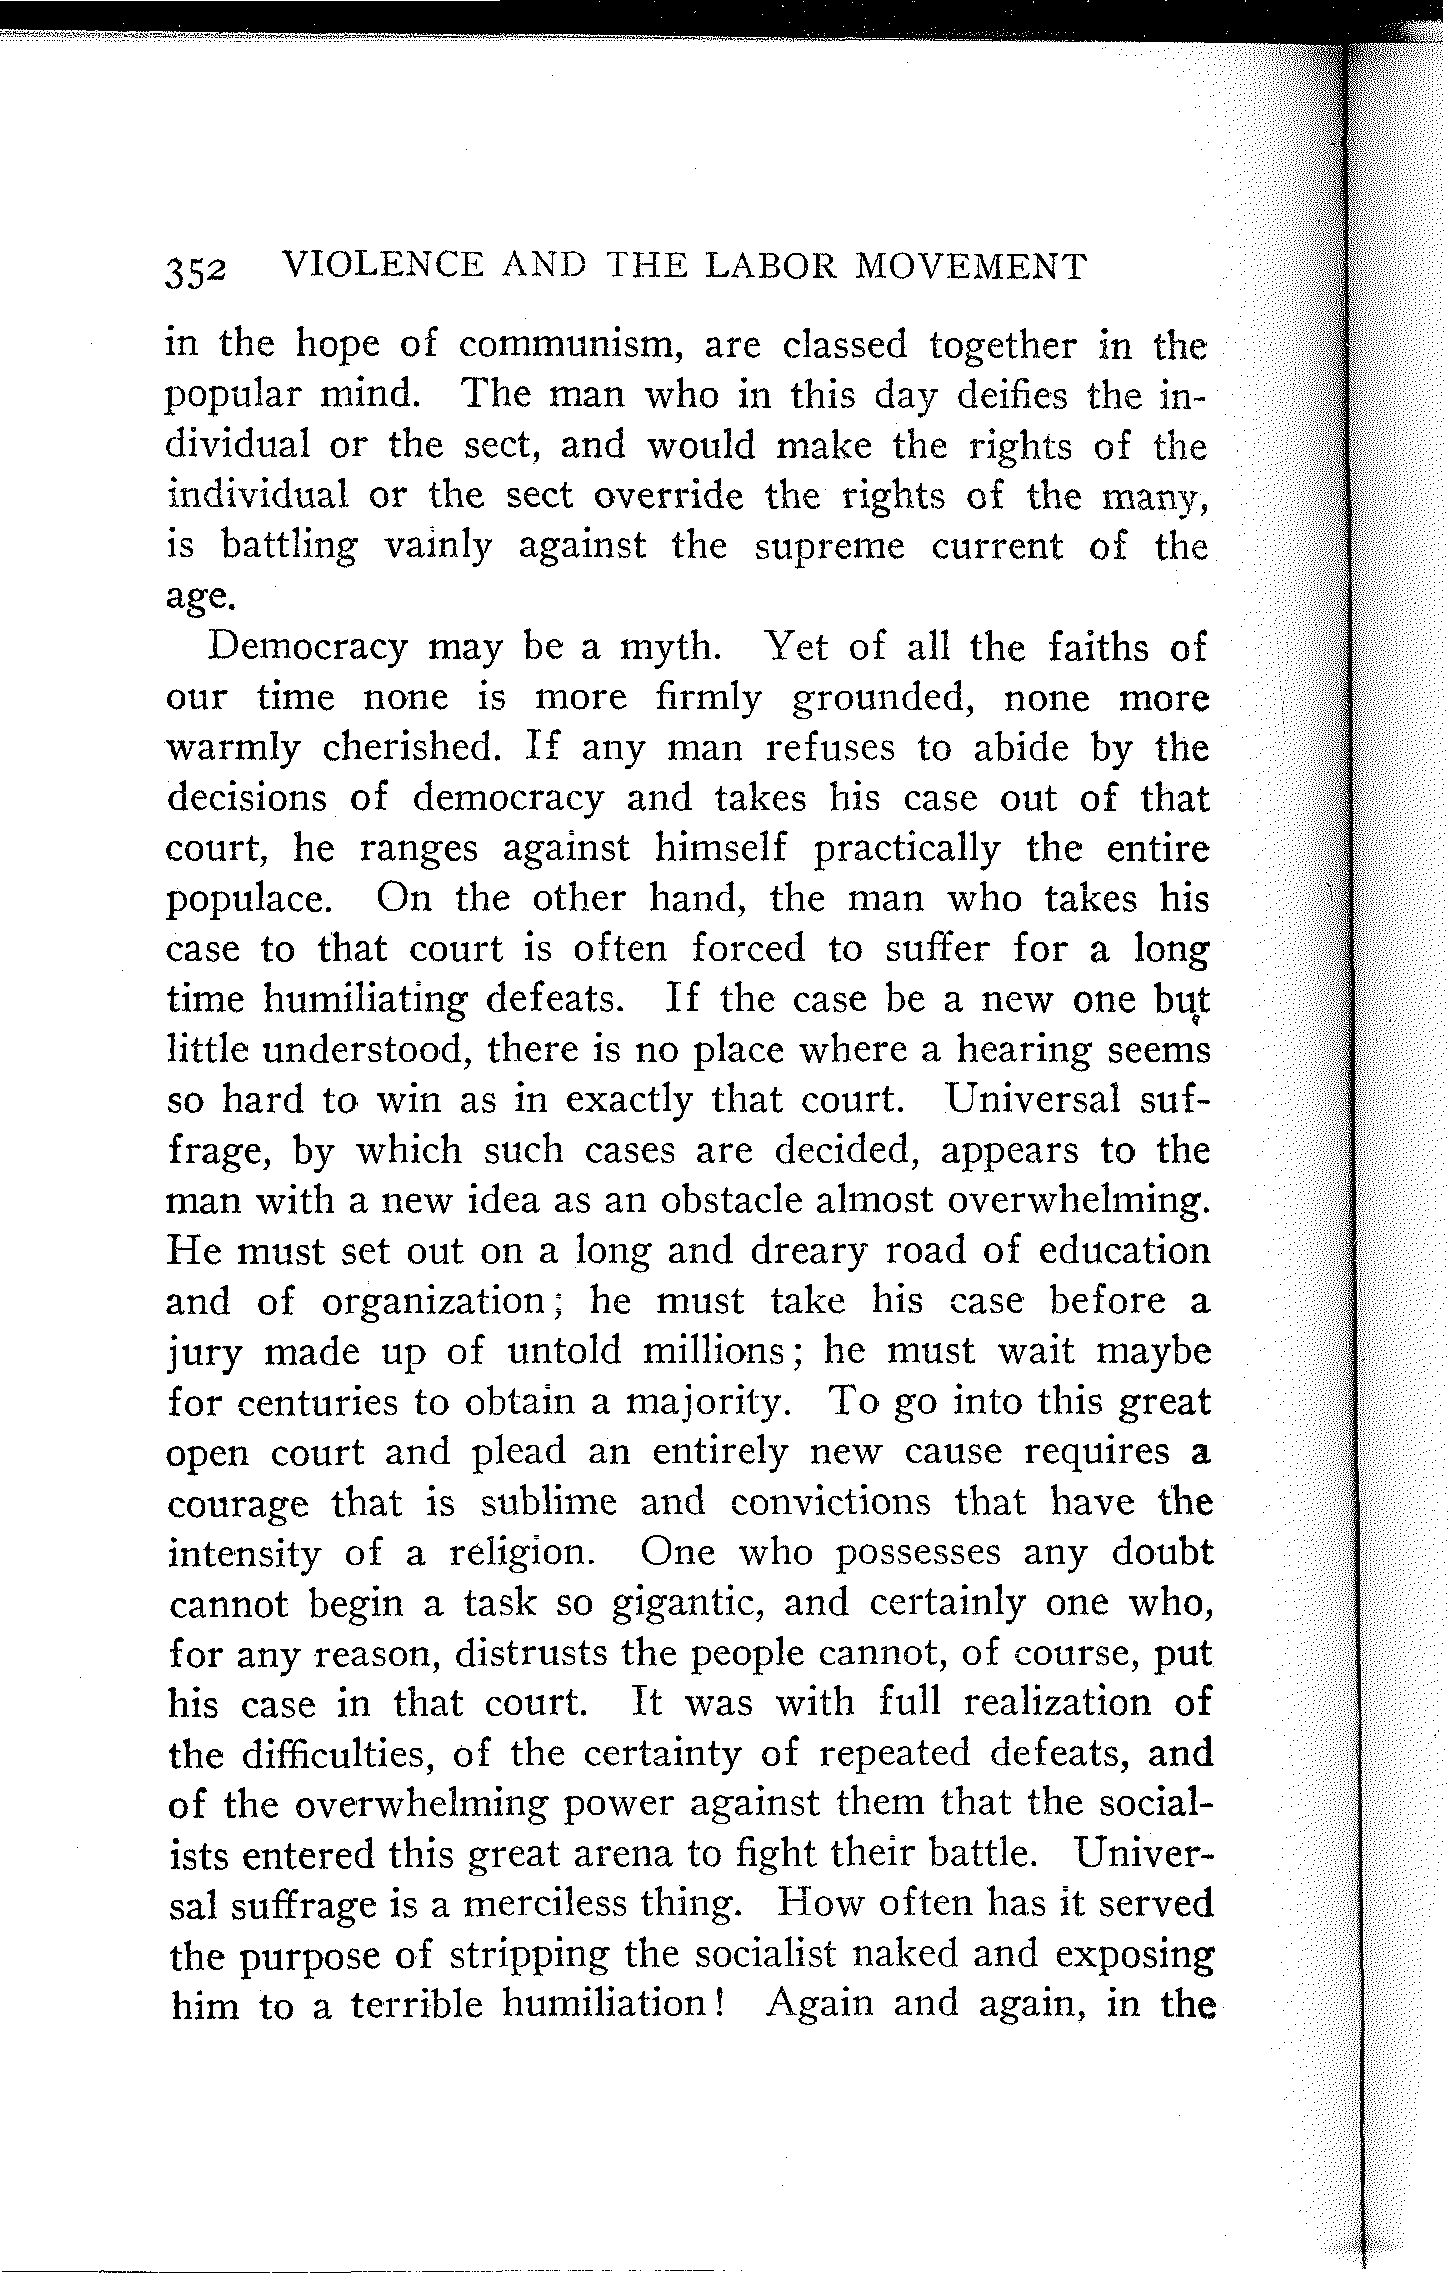 352 VIOLENCE AND THE LABOR MOVEMENT
in the hope of communism, are classed together in the
popular mind. The man who in this day deifies the in-
dividual or the sect, and would make the rights of the
individual or the sect override the rights of the many,
is battling vainly against the supreme current of the
age.
Democracy may be a myth. Yet of all the faiths of
our time none is more firmly grounded, none more
warmly cherished. If any man refuses to abide by the
decisions of democracy and takes his case out of that
court, he ranges against himself practically the entire
populace. On the other hand, the man who takes his
case to that court is often forced to suffer for a long
time humiliating defeats. If the case be a new one but
little understood, there is no place where a hearing seems
so hard to win as in exactly that court. Universal suf-
frage, by which such cases are decided, appears to the
man with a new idea as an obstacle almost overwhelming.
He must set out on a long and dreary road of education
and of organization; he must take his case before a
jury made up of untold millions; he must wait maybe
for centuries to obtain a majority. To go into this great
open court and plead an entirely new cause requires a
courage that is sublime and convictions that have the
intensity of a religion. One who possesses any doubt
cannot begin a task so gigantic, and certainly one who,
for any reason, distrusts the people cannot, of course, put
his case in that court. It was with full realization of
the difficulties, of the certainty of repeated defeats, and
of the overwhelming power against them that the social-
ists entered this great arena to fight their battle. Univer-
sal suffrage is a merciless thing. How often has it served
the purpose of stripping the socialist naked and exposing
him to a terrible humiliation! Again and again, in the